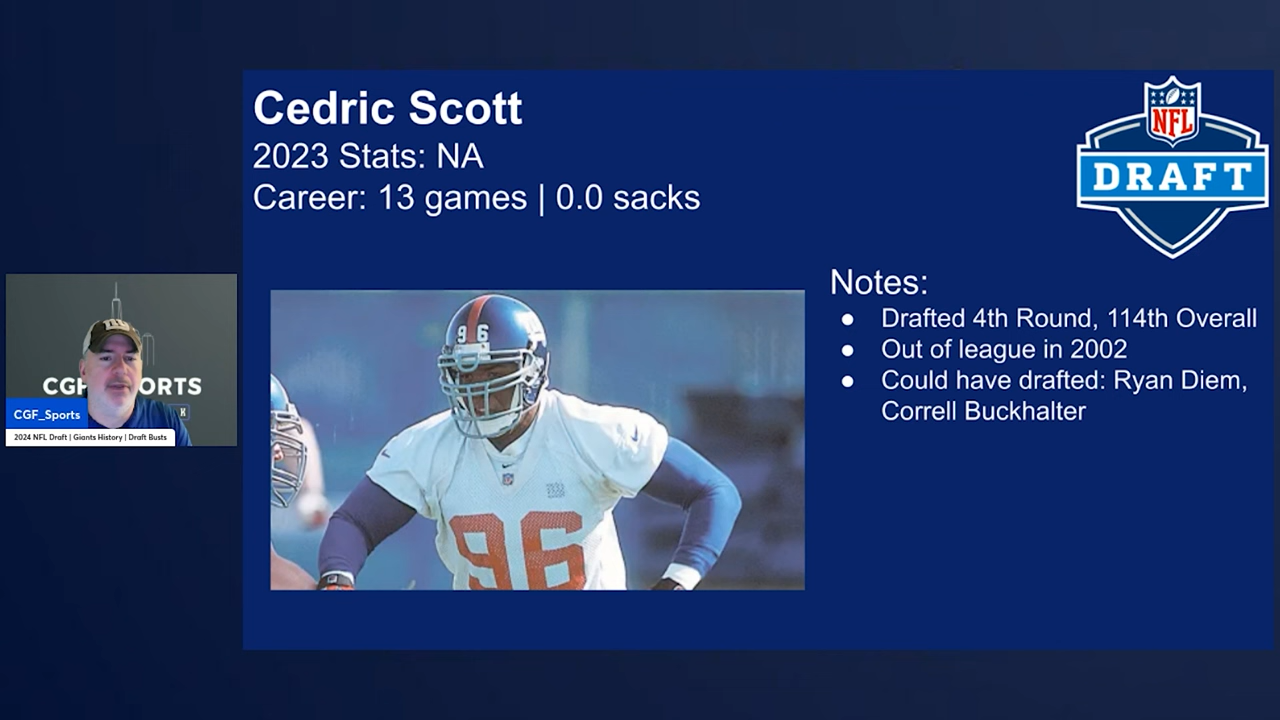 Cedric Scott
2023 Stats: NA
Career: 13 games | 0.0 sacks
NFL
DRAFT
Notes:
● Drafted 4th Round, 114th Overall
● Out of league in 2002
● Could have drafted: Ryan Diem,
Correll Buckhalter
96
96
CGF_Sports
2024 NFL Draft | Giants History | Draft Busts